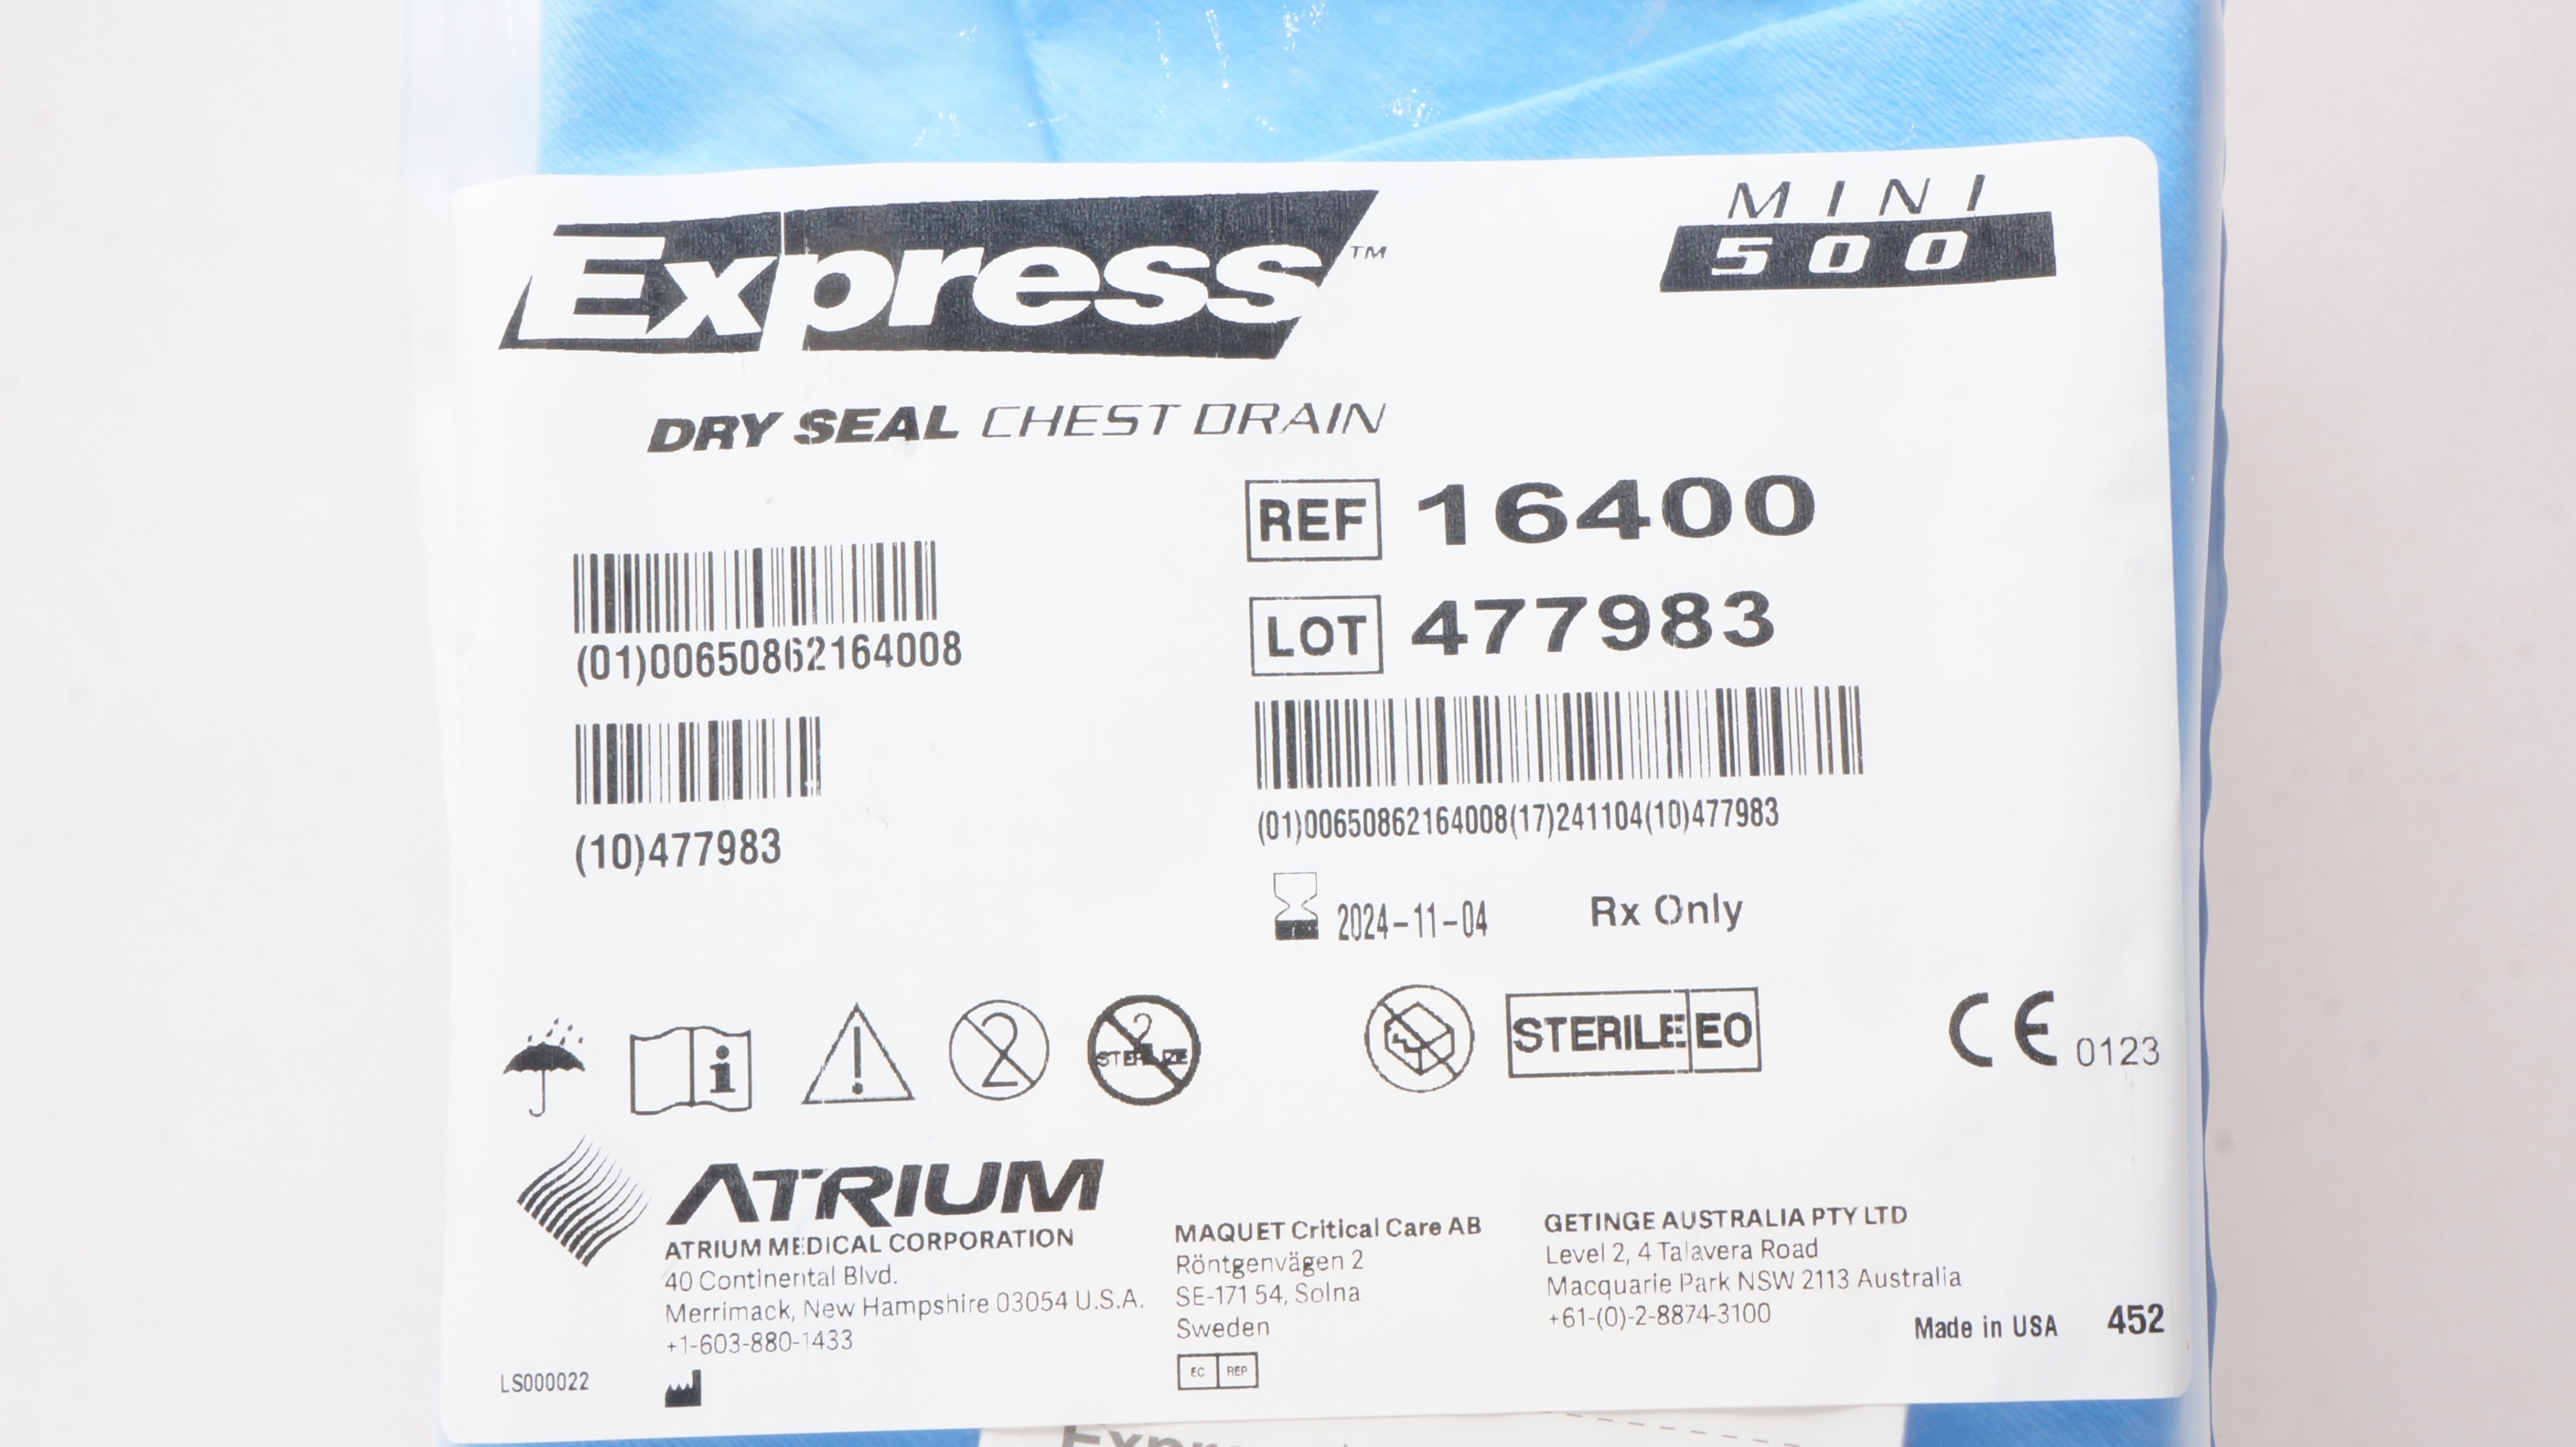 Express™
MINI
500
DRY SEAL CHEST DRAIN
REF 16400
LOT 477983
(01)00650862164008
(10)477983
(01)00650862164008(17)241104(10)477983
2024-11-04 Rx Only
2
2
STERILIZE
STERILE EO
CE 0123
ATRIUM
ATRIUM MEDICAL CORPORATION
40 Continental Blvd.
Merrimack, New Hampshire 03054 U.S.A.
+1-603-880-1433
MAQUET Critical Care AB
Röntgenvägen 2
SE-171 54, Solna
Sweden
EC REP
GETINGE AUSTRALIA PTY LTD
Level 2, 4 Talavera Road
Macquarie Park NSW 2113 Australia
+61-(0)-2-8874-3100
Made in USA 452
LS000022